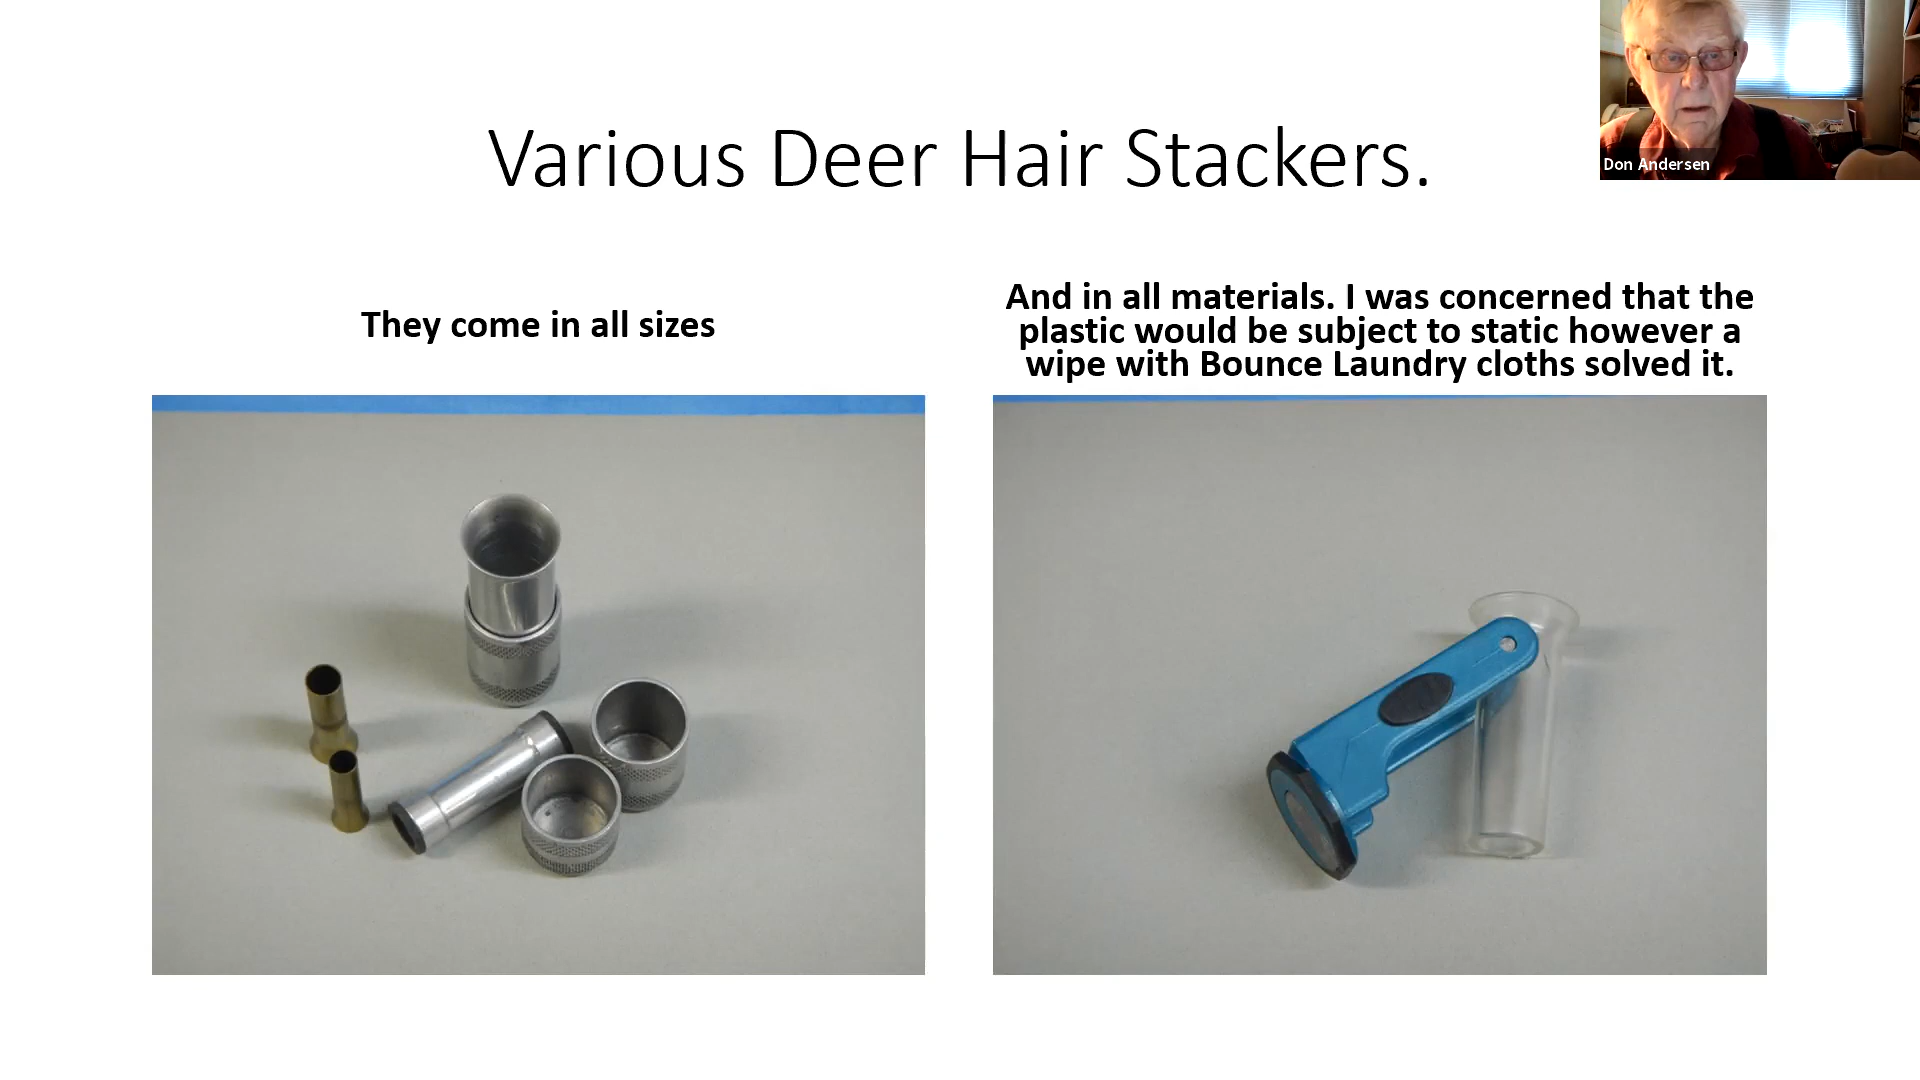 Various Deer Hair Stackers.
Don Andersen
They come in all sizes
And in all materials. I was concerned that the
plastic would be subject to static however a
wipe with Bounce Laundry cloths solved it.